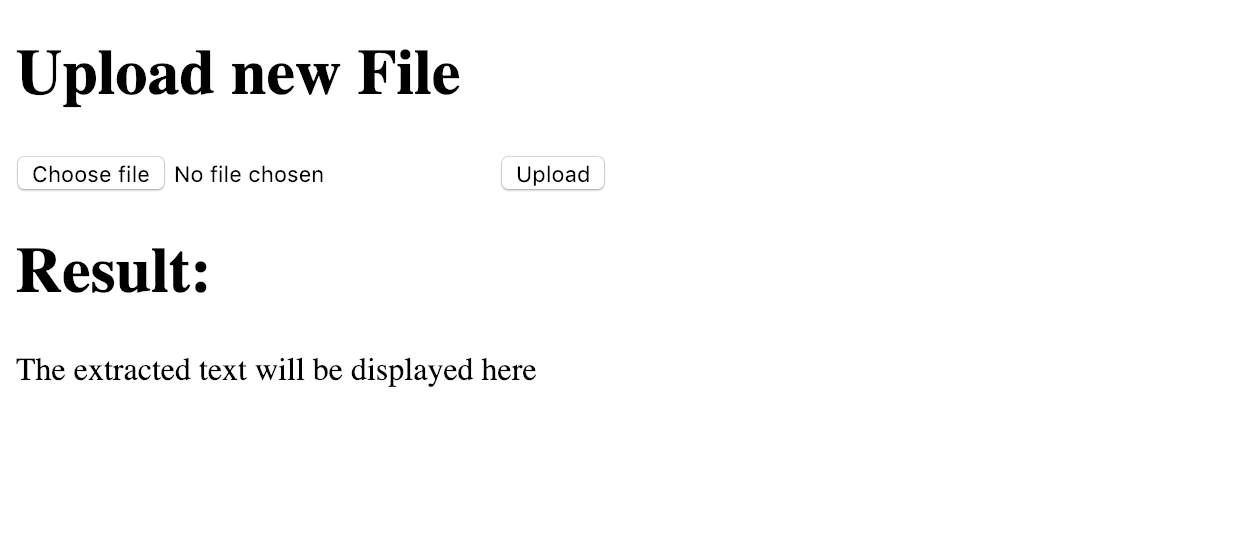 Upload new File
Choose file No file chosen Upload
Result:
The extracted text will be displayed here